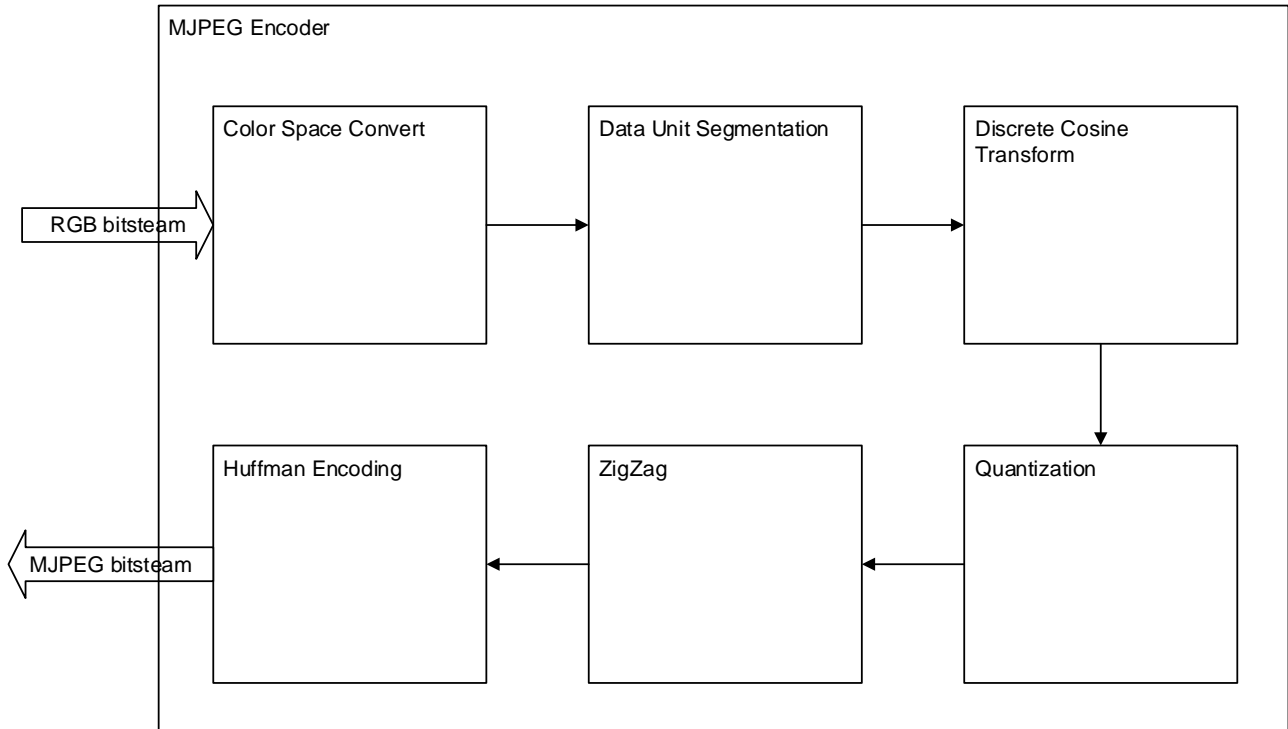 MJPEG Encoder
Color Space Convert
Data Unit Segmentation
Discrete Cosine
Transform
RGB bitsteam
Huffman Encoding
ZigZag
Quantization
MJPEG bitsteam